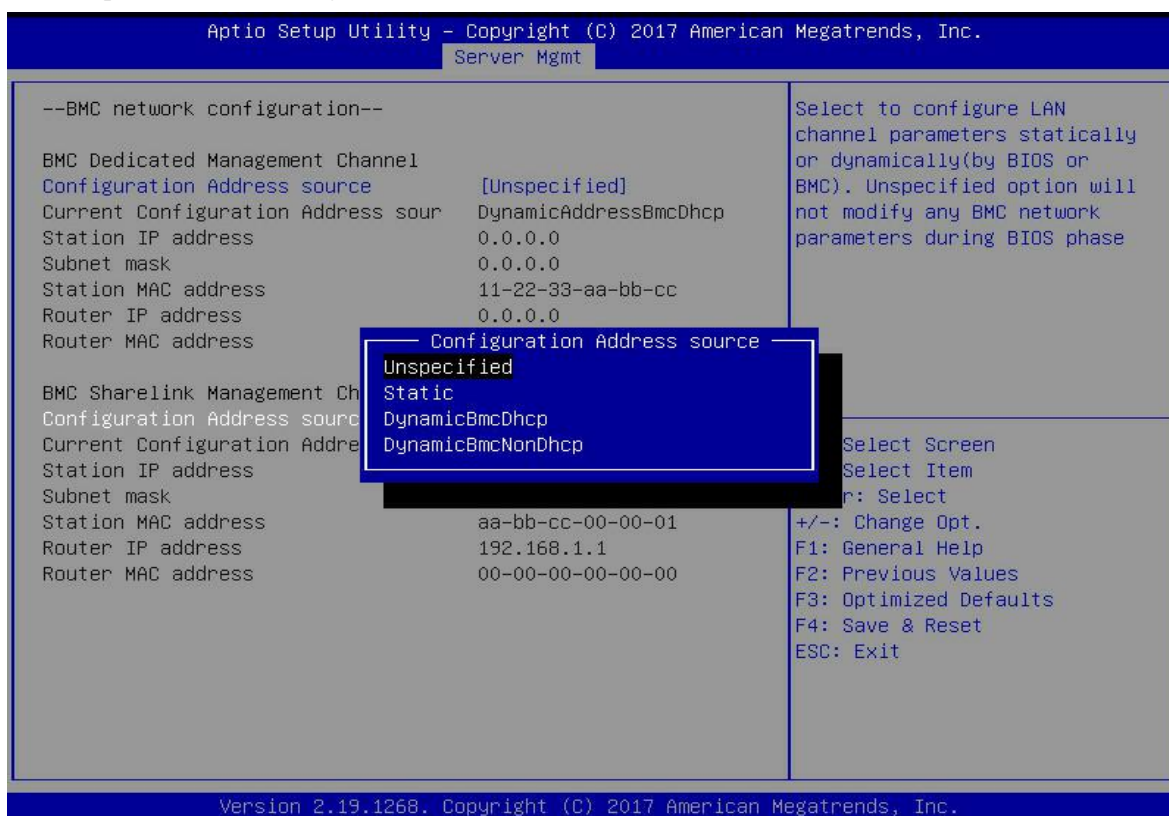 Aptio Setup Utility – Copyright (C) 2017 American Megatrends, Inc.
Server Mgmt
--BMC network configuration--
BMC Dedicated Management Channel
Configuration Address source [Unspecified]
Current Configuration Address sour DynamicAddressBmcDhcp
Station IP address 0.0.0.0
Subnet mask 0.0.0.0
Station MAC address 11-22-33-aa-bb-cc
Router IP address 0.0.0.0
Router MAC address
BMC Sharelink Management Ch
Configuration Address sourc
Current Configuration Addre
Station IP address
Subnet mask
Station MAC address aa-bb-cc-00-00-01
Router IP address 192.168.1.1
Router MAC address 00-00-00-00-00-00
Configuration Address source
Unspecified
Static
DynamicBmcDhcp
DynamicBmcNonDhcp
Select to configure LAN
channel parameters statically
or dynamically(by BIOS or
BMC). Unspecified option will
not modify any BMC network
parameters during BIOS phase
Select Screen
Select Item
r: Select
+/-: Change Opt.
F1: General Help
F2: Previous Values
F3: Optimized Defaults
F4: Save & Reset
ESC: Exit
Version 2.19.1268. Copyright (C) 2017 American Megatrends, Inc.